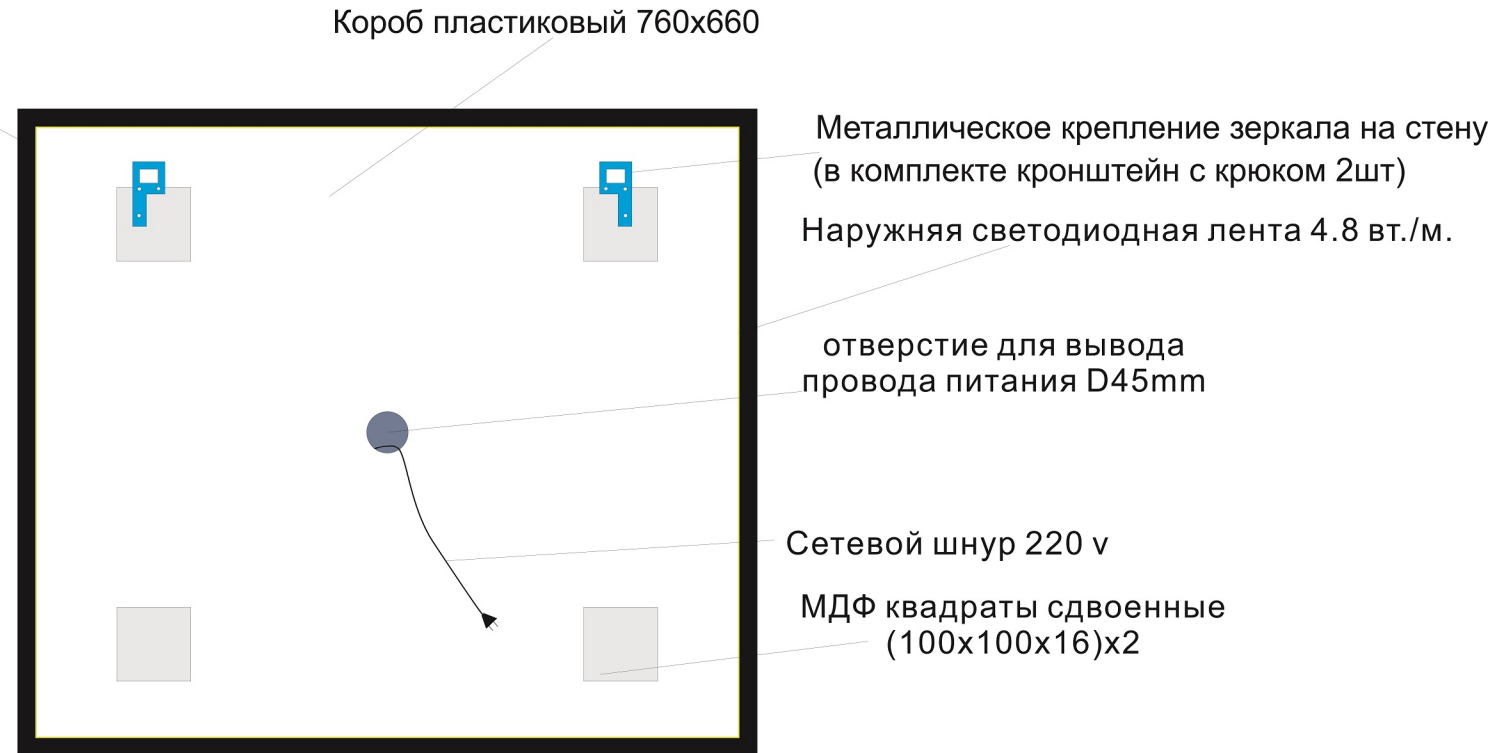 Короб пластиковый 760х660
Металлическое крепление зеркала на стену
(в комплекте кронштейн с крюком 2шт)
Наружняя светодиодная лента 4.8 вт./м.
отверстие для вывода
провода питания D45mm
Сетевой шнур 220 v
МДФ квадраты сдвоенные
(100х100х16)х2